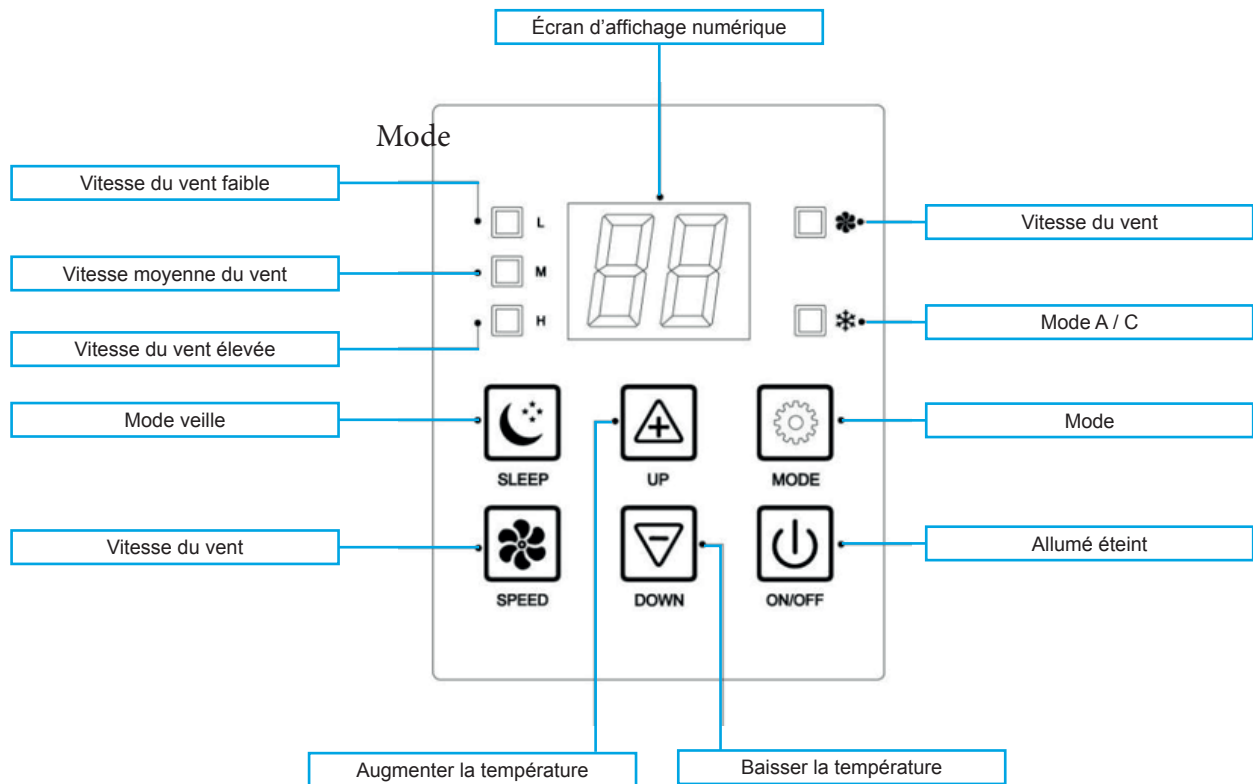 Écran d’affichage numérique
Mode
Vitesse du vent faible
L
Vitesse du vent
Vitesse moyenne du vent
M
H
Mode A / C
Vitesse du vent élevée
Mode veille
Mode
SLEEP
UP
MODE
Vitesse du vent
Allumé éteint
SPEED
DOWN
ON/OFF
Augmenter la température
Baisser la température